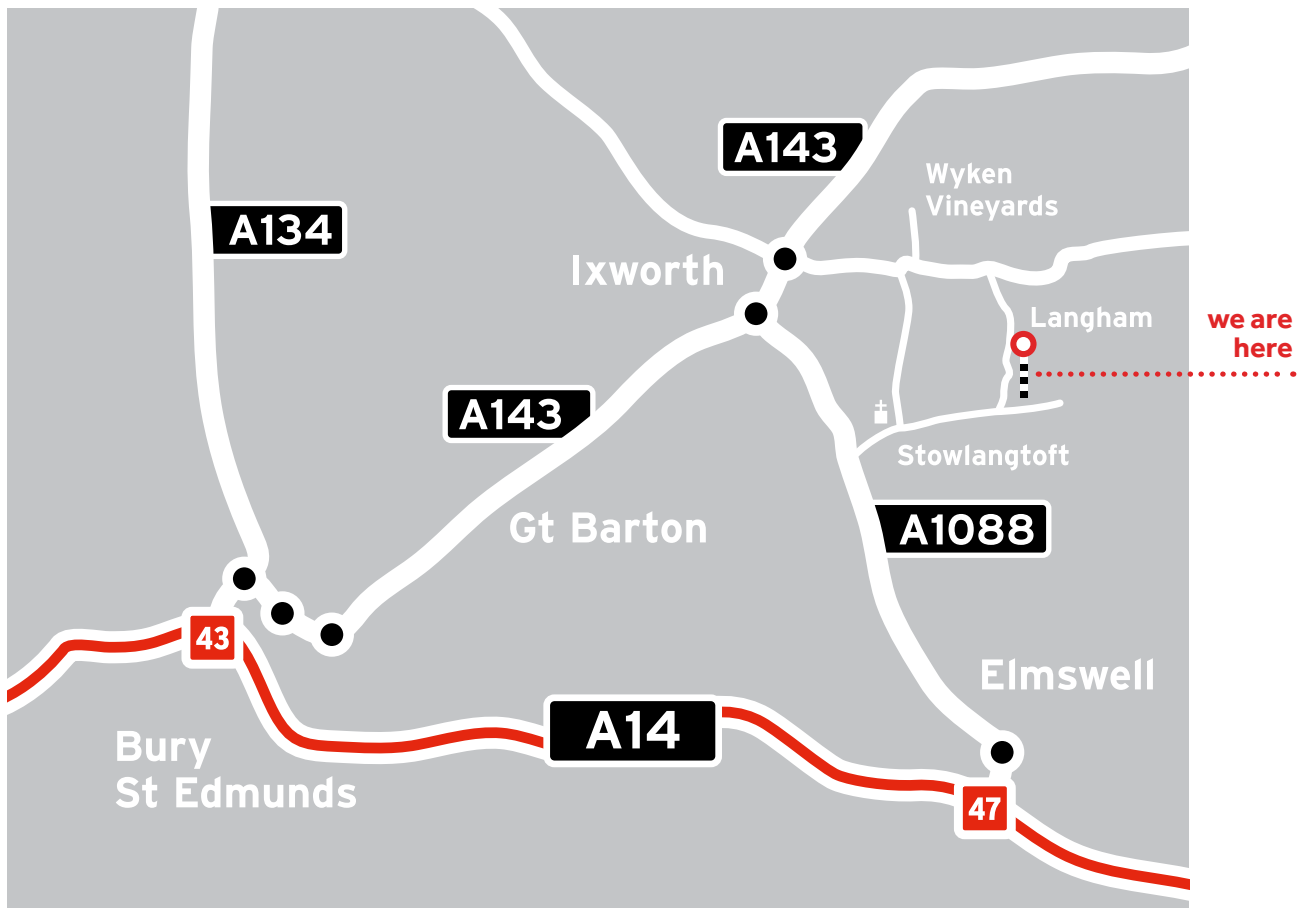 A143
Wyken
Vineyards
A134
Ixworth
Langham
we are
here
A143
Stowlangtoft
Gt Barton
A1088
43
Elmswell
A14
Bury
St Edmunds
47